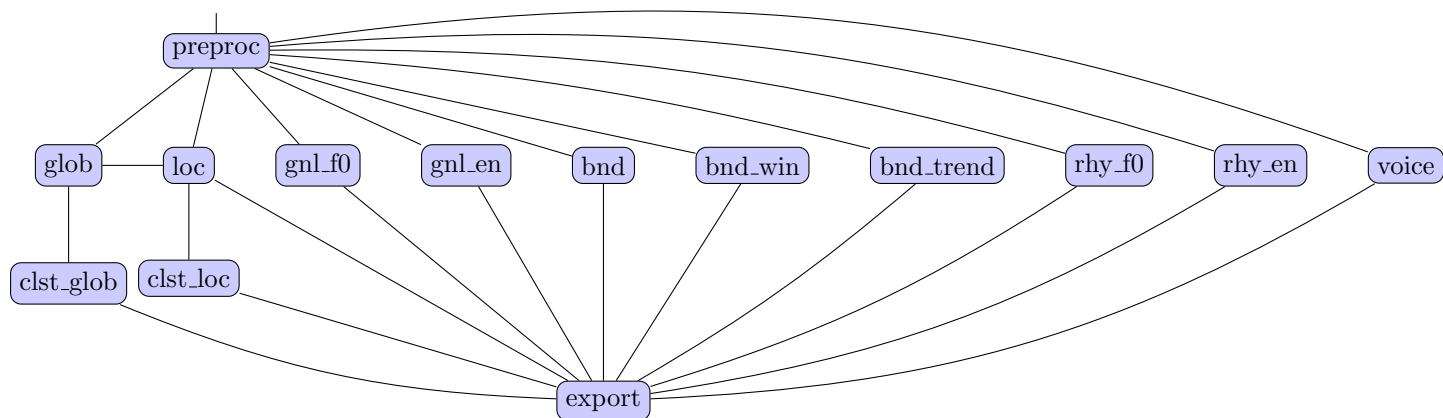 preproc
glob loc gnl_f0 gnl_en bnd bnd_win bnd_trend rhy_f0 rhy_en voice
clst_glob clst_loc
export